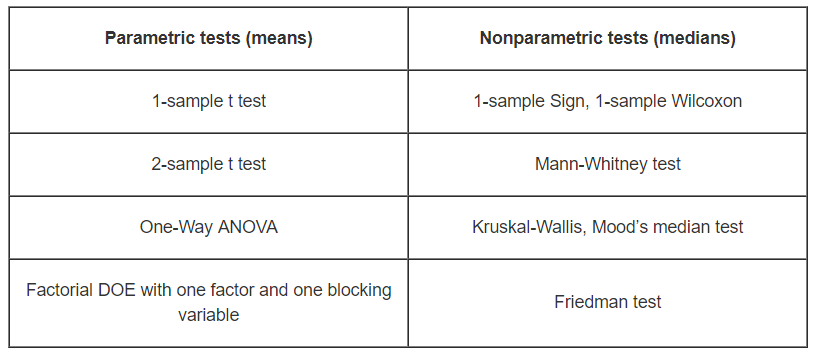 Parametric tests (means)
Nonparametric tests (medians)
1-sample t test
1-sample Sign, 1-sample Wilcoxon
2-sample t test
Mann-Whitney test
One-Way ANOVA
Kruskal-Wallis, Mood’s median test
Factorial DOE with one factor and one blocking
variable
Friedman test